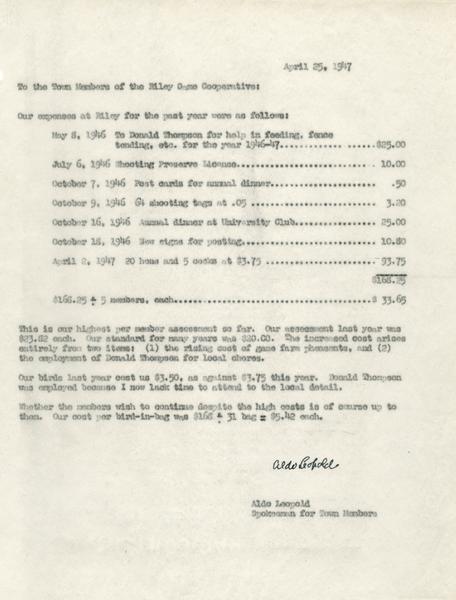 April 25, 1947
To the Town Members of the Riley Game Cooperative:
Our expenses at Riley for the past year were as follows:
May 8, 1946 To Donald Thompson for help in feeding, fence
tending, etc. for the year 1946-47.............. $25.00
July 6, 1946 Shooting Preserve License.................... 10.00
October 7, 1946 Post cards for annual dinner.............. .50
October 9, 1946 64 shooting tags at .05 .................. 3.20
October 16, 1946 Annual dinner at University Club......... 25.00
October 18, 1946 New signs for posting.................... 10.80
April 2, 1947 20 hens and 5 cocks at $3.75 ............... 93.75
$168.25
$168.25 ÷ 5 members, each................................. $ 33.65
This is our highest per member assessment so far. Our assessment last year was
$23.82 each. Our standard for many years was $20.00. The increased cost arises
entirely from two items: (1) the rising cost of game farm pheasants, and (2)
the employment of Donald Thompson for local chores.
Our birds last year cost us $3.50, as against $3.75 this year. Donald Thompson
was employed because I now lack time to attend to the local detail.
Whether the members wish to continue despite the high costs is of course up to
them. Our cost per bird-in-bag was $168 ÷ 31 bag = $5.42 each.
Aldo Leopold
Aldo Leopold
Spokesman for Town Members